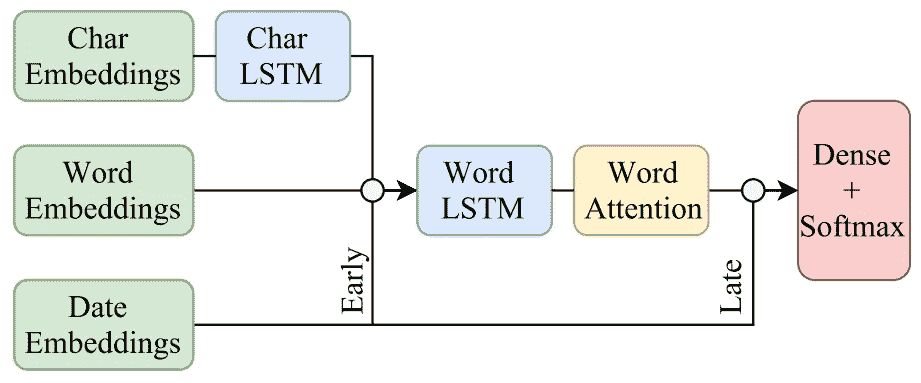 Char
Embeddings
Char
LSTM
Word
Embeddings
Word
LSTM
Word
Attention
Dense
+
Softmax
Date
Embeddings
Early
Late